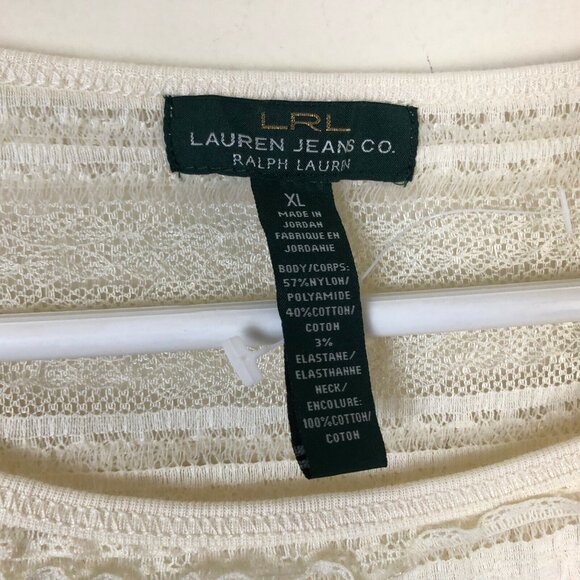 LRL
LAUREN JEANS CO.
RALPH LAUREN
XL
MADE IN
JORDAN
FABRIQUE EN
JORDANIE
BODY/CORPS:
57%NYLON/
POLYAMIDE
40%COTTON/
COTON
3%
ELASTANE/
ELASTHANNE
NECK/
ENCOLURE:
100%COTTON/
COTON